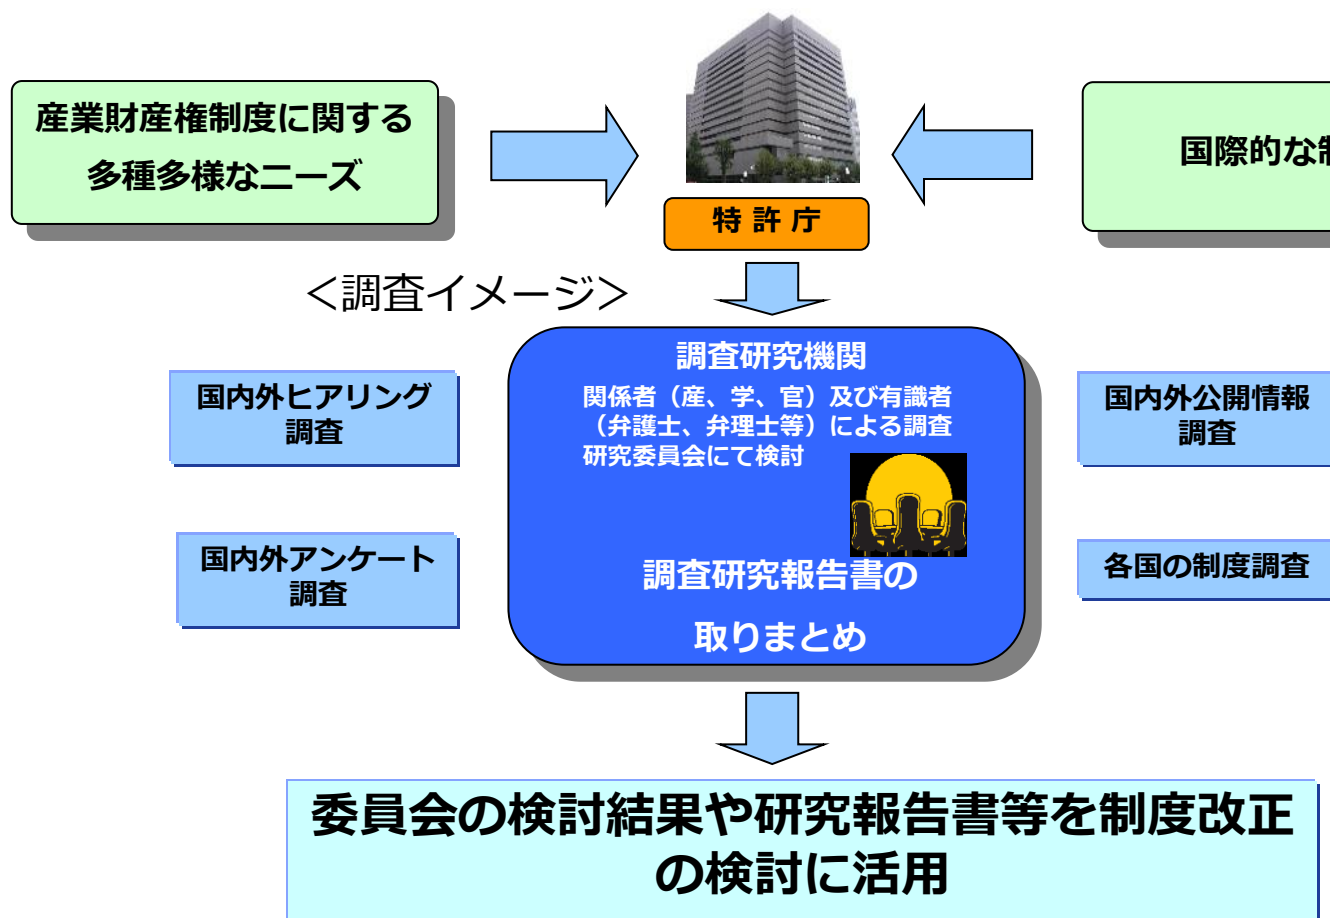 産業財産権制度に関する
多種多様なニーズ
国際的な
特 許 庁
＜調査イメージ＞
調査研究機関
関係者（産、学、官）及び有識者
（弁護士、弁理士等）による調査
研究委員会にて検討
調査研究報告書の
取りまとめ
国内外ヒアリング
調査
国内外アンケート
調査
国内外公開情報
調査
各国の制度調査
委員会の検討結果や研究報告書等を制度改正
の検討に活用